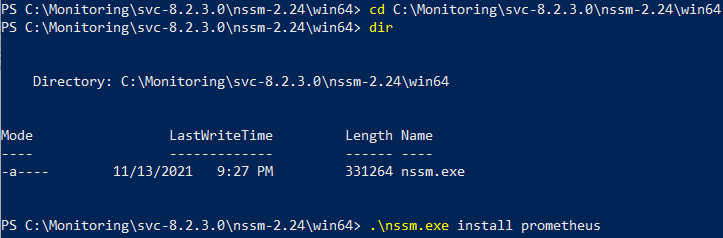 PS C:\Monitoring\svc-8.2.3.0\nssm-2.24\win64> cd C:\Monitoring\svc-8.2.3.0\nssm-2.24\win64
PS C:\Monitoring\svc-8.2.3.0\nssm-2.24\win64> dir
Directory: C:\Monitoring\svc-8.2.3.0\nssm-2.24\win64
Mode LastWriteTime Length Name
---- ------------- ------ ----
-a---- 11/13/2021 9:27 PM 331264 nssm.exe
PS C:\Monitoring\svc-8.2.3.0\nssm-2.24\win64> .\nssm.exe install prometheus